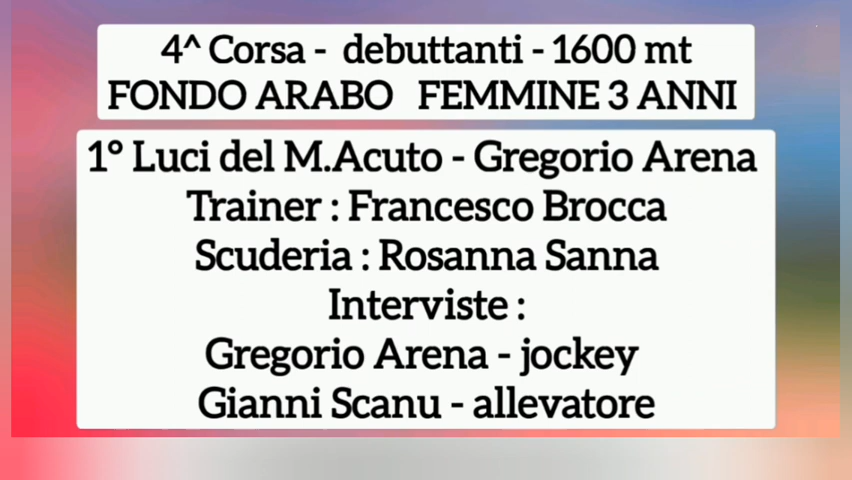 4^ Corsa - debuttanti - 1600 mt
FONDO ARABO FEMMINE 3 ANNI
1° Luci del M.Acuto - Gregorio Arena
Trainer : Francesco Brocca
Scuderia : Rosanna Sanna
Interviste :
Gregorio Arena - jockey
Gianni Scanu - allevatore